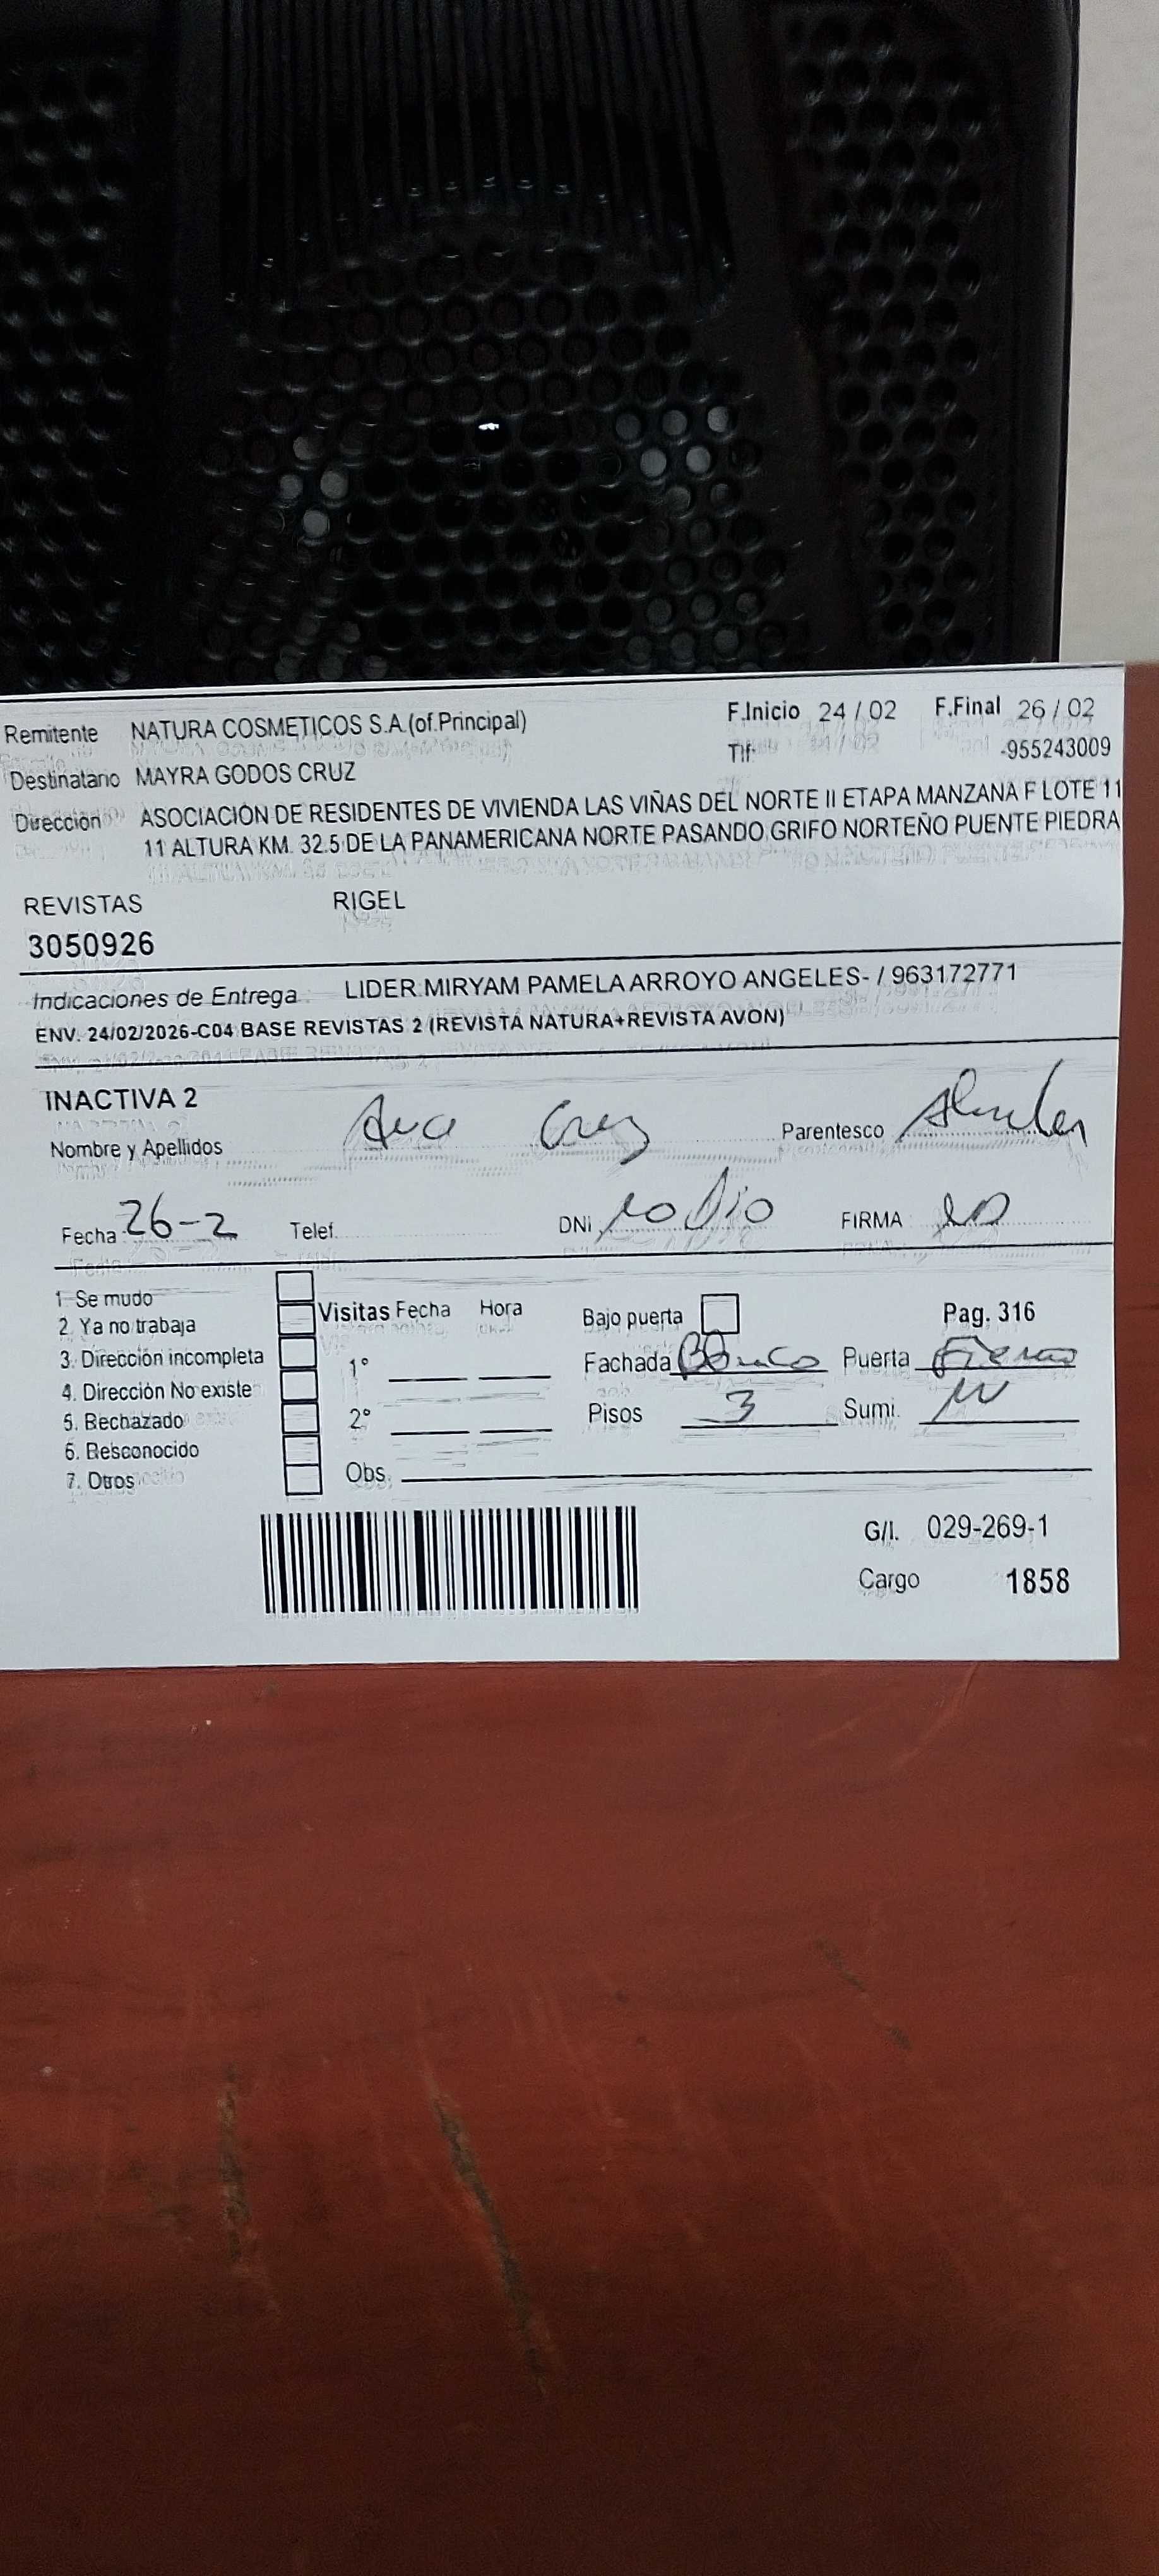 Remitente NATURA COSMETICOS S.A.(of.Principal) F.Inicio 24 / 02 F.Final 26 / 02
Tlf: -955243009
Destinatario MAYRA GODOS CRUZ
Dirección ASOCIACIÓN DE RESIDENTES DE VIVIENDA LAS VIÑAS DEL NORTE II ETAPA MANZANA F LOTE 11
11 ALTURA KM. 32.5 DE LA PANAMERICANA NORTE PASANDO GRIFO NORTEÑO PUENTE PIEDRA
REVISTAS RIGEL
3050926
Indicaciones de Entrega : LIDER MIRYAM PAMELA ARROYO ANGELES- / 963172771
ENV. 24/02/2026-C04 BASE REVISTAS 2 (REVISTA NATURA+REVISTA AVON)
INACTIVA 2
Nombre y Apellidos Cruz Parentesco
Fecha 26-2 Telef. DNI no dio FIRMA
1 Se mudo
2. Ya no trabaja
3. Dirección incompleta
4. Dirección No existe
5. Rechazado
6. Desconocido
7. Otros
Visitas Fecha Hora
1°
2°
Obs.
Bajo puerta Pag. 316
Fachada Blanco Puerta Fierro
Pisos 3 Sumi.
G/I. 029-269-1
Cargo 1858